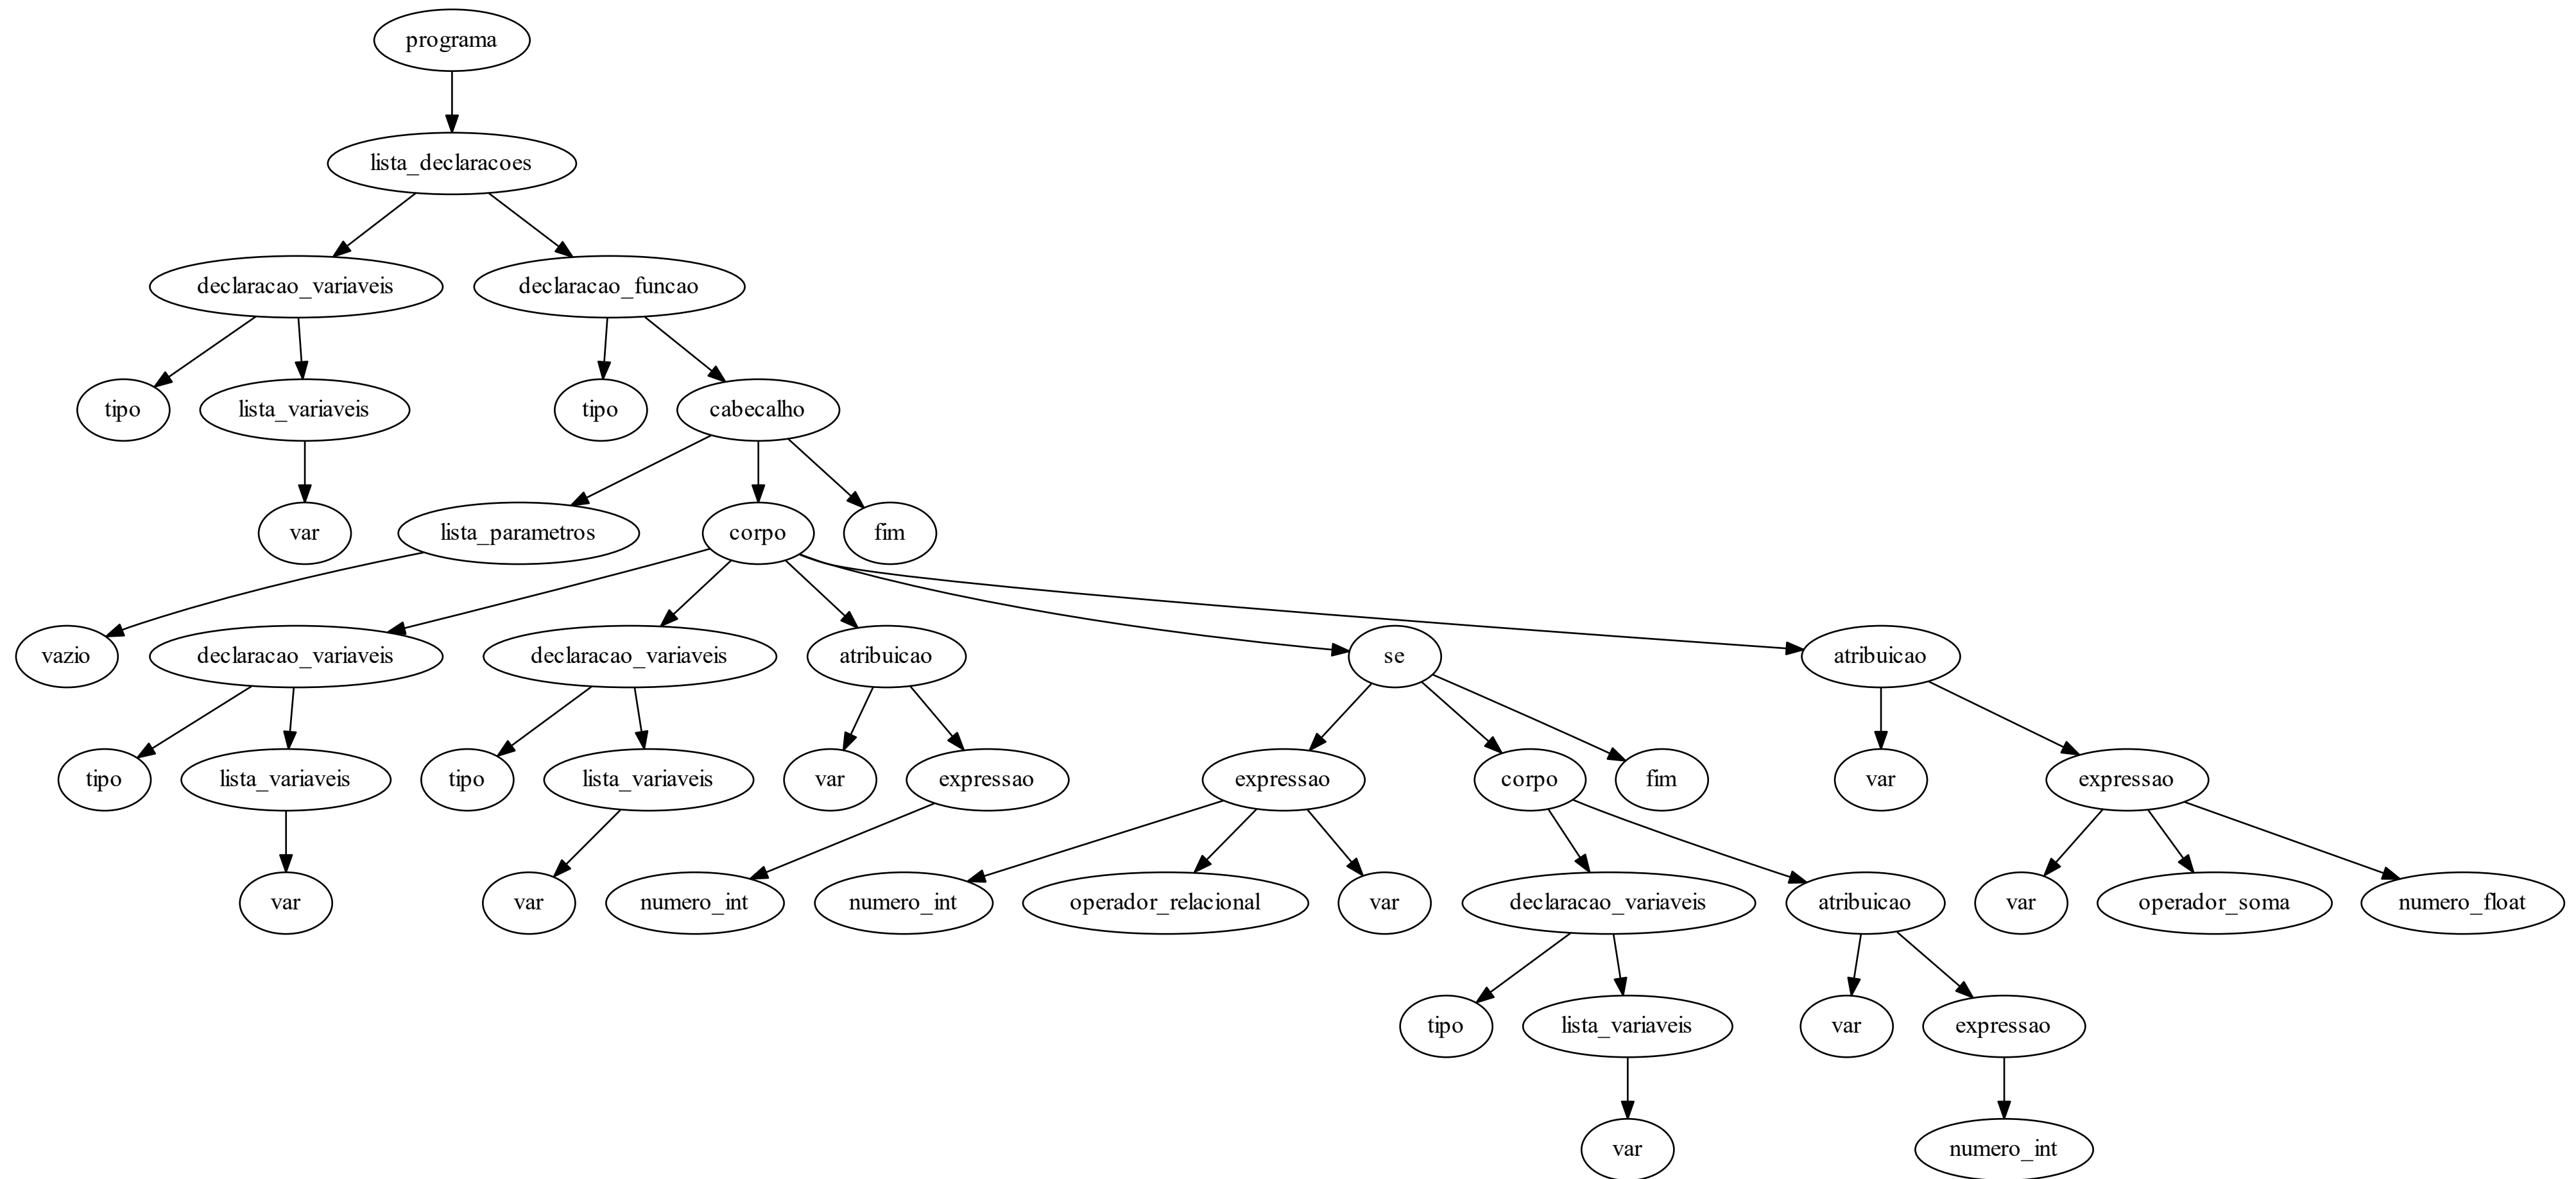 programa
lista_declaracoes
declaracao_variaveis
declaracao_funcao
tipo
lista_variaveis
tipo
cabecalho
var
lista_parametros
corpo
fim
vazio
declaracao_variaveis
declaracao_variaveis
atribuicao
se
atribuicao
tipo
lista_variaveis
tipo
lista_variaveis
var
expressao
expressao
corpo
fim
var
expressao
var
var
numero_int
numero_int
operador_relacional
var
declaracao_variaveis
atribuicao
var
operador_soma
numero_float
tipo
lista_variaveis
var
expressao
var
numero_int